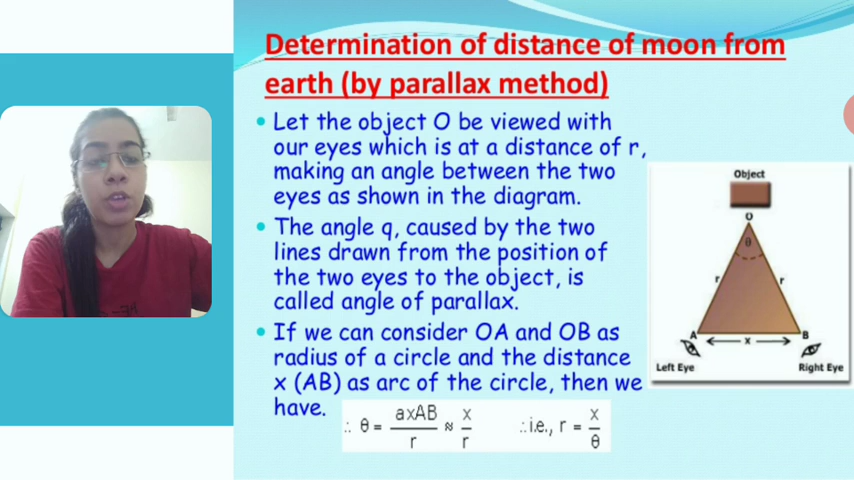 Determination of distance of moon from
earth (by parallax method)
• Let the object O be viewed with
our eyes which is at a distance of r,
making an angle between the two
eyes as shown in the diagram.
• The angle q, caused by the two
lines drawn from the position of
the two eyes to the object, is
called angle of parallax.
• If we can consider OA and OB as
radius of a circle and the distance
x (AB) as arc of the circle, then we
have.
∴ θ = axAB / r ≈ x / r ∴ i.e., r = x / θ
Object
O
θ
r r
A x B
Left Eye Right Eye